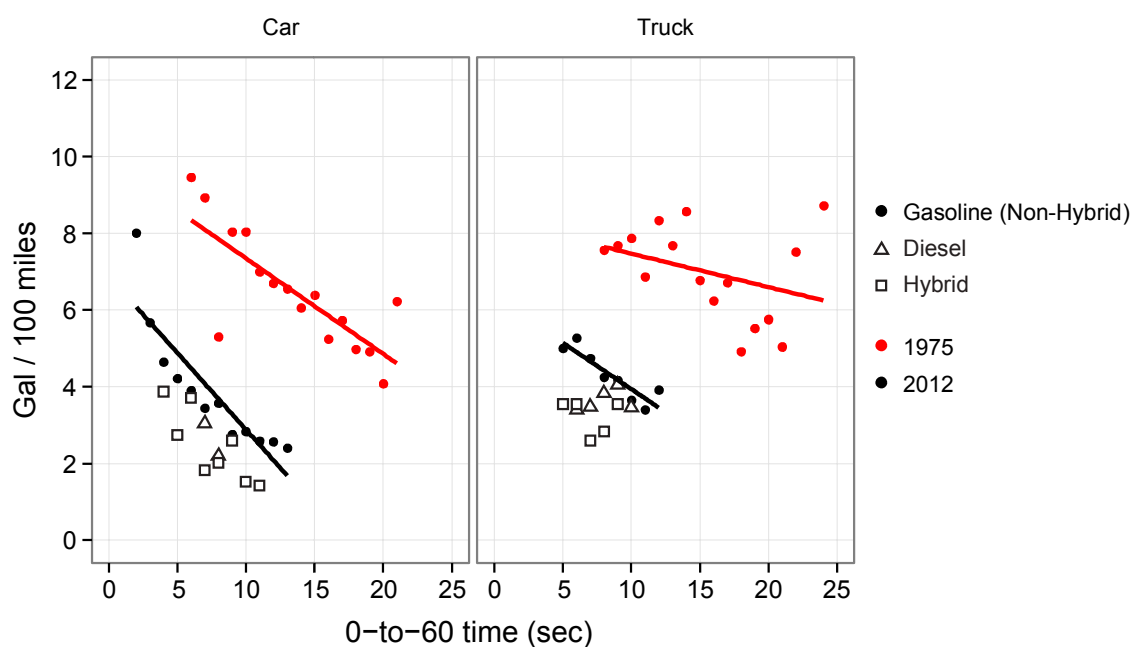 Car
Truck
Gal / 100 miles
12
10
8
6
4
2
0
0 5 10 15 20 25
0 5 10 15 20 25
0−to−60 time (sec)
Gasoline (Non-Hybrid)
Diesel
Hybrid
1975
2012